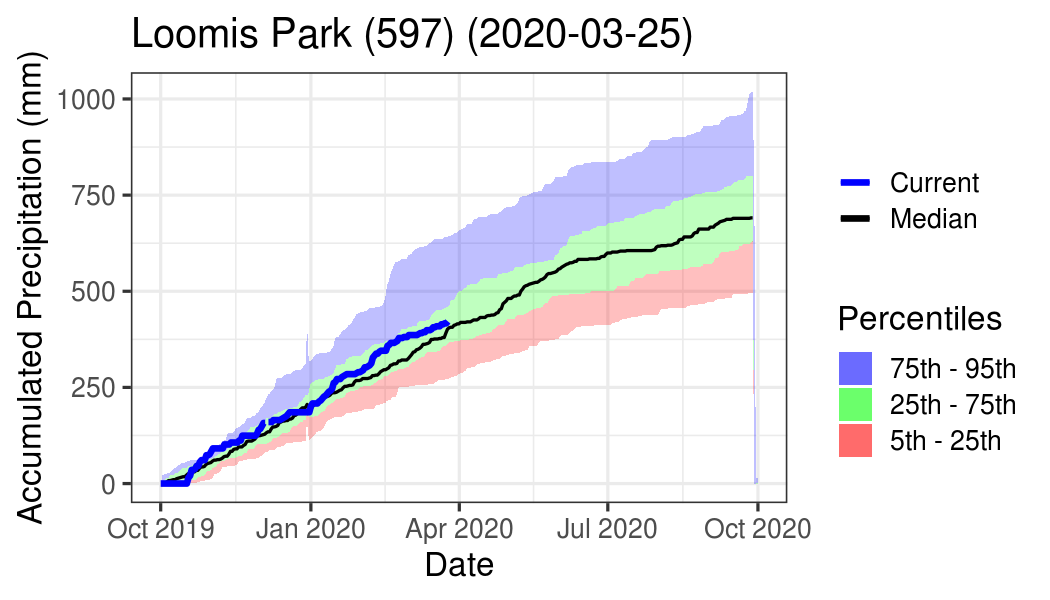 Loomis Park (597) (2020-03-25)
Accumulated Precipitation (mm)
1000
750
500
250
0
Oct 2019
Jan 2020
Apr 2020
Jul 2020
Oct 2020
Date
Current
Median
Percentiles
75th - 95th
25th - 75th
5th - 25th